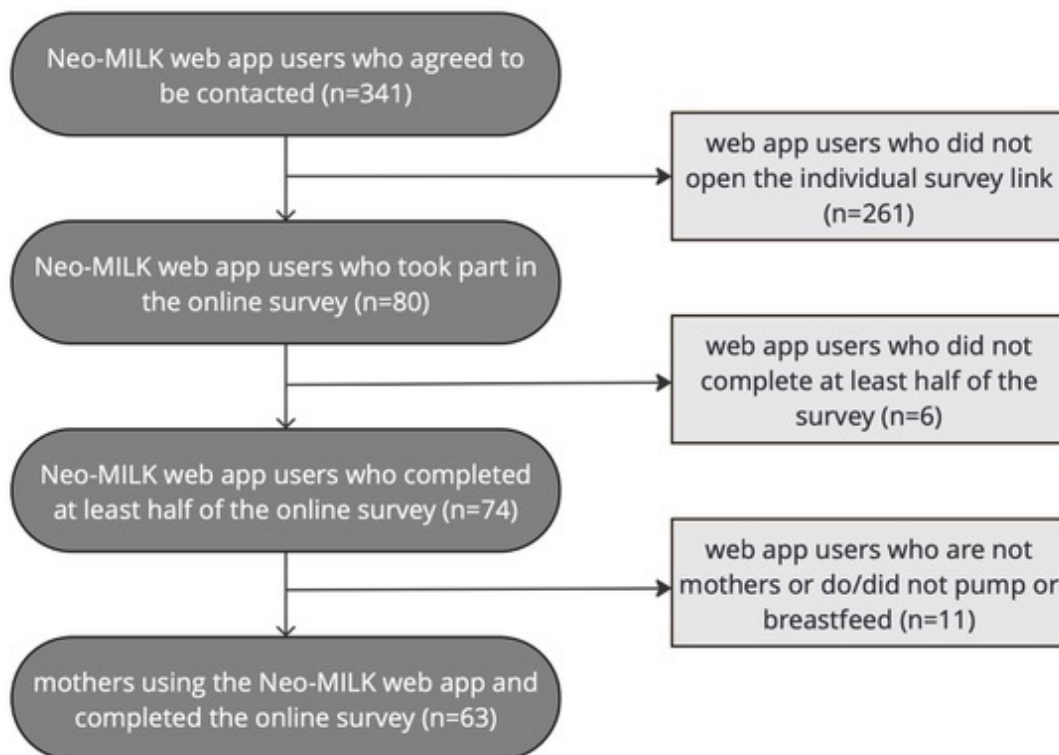 Neo-MILK web app users who agreed to
be contacted (n=341)
web app users who did not
open the individual survey link
(n=261)
Neo-MILK web app users who took part in
the online survey (n=80)
web app users who did not
complete at least half of the
survey (n=6)
Neo-MILK web app users who completed
at least half of the online survey (n=74)
web app users who are not
mothers or do/did not pump or
breastfeed (n=11)
mothers using the Neo-MILK web app and
completed the online survey (n=63)